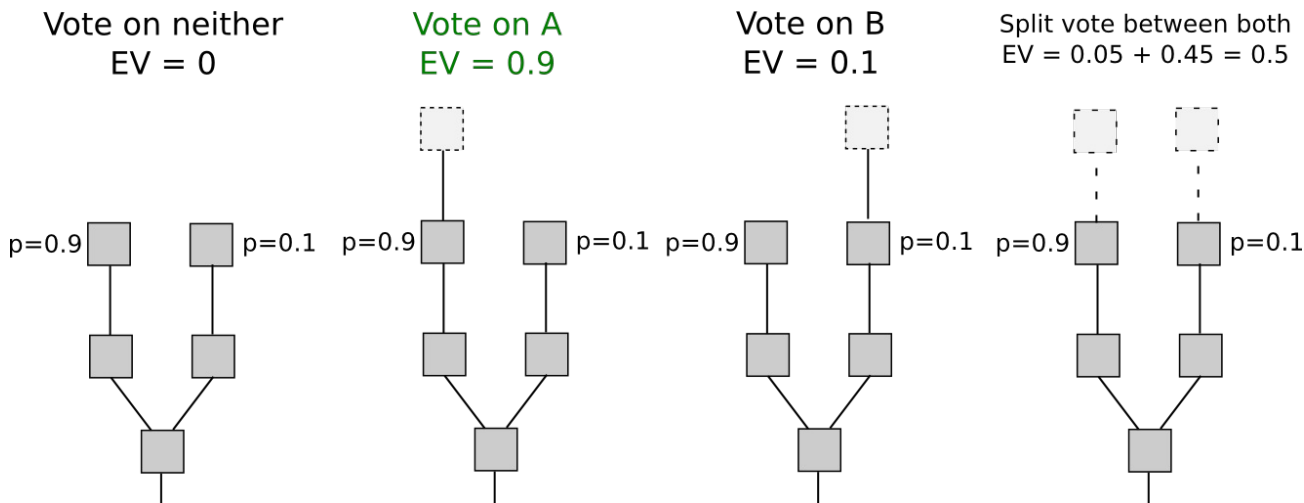 Vote on neither
EV = 0
Vote on A
EV = 0.9
Vote on B
EV = 0.1
Split vote between both
EV = 0.05 + 0.45 = 0.5
p=0.9
p=0.1
p=0.9
p=0.1
p=0.9
p=0.1
p=0.9
p=0.1